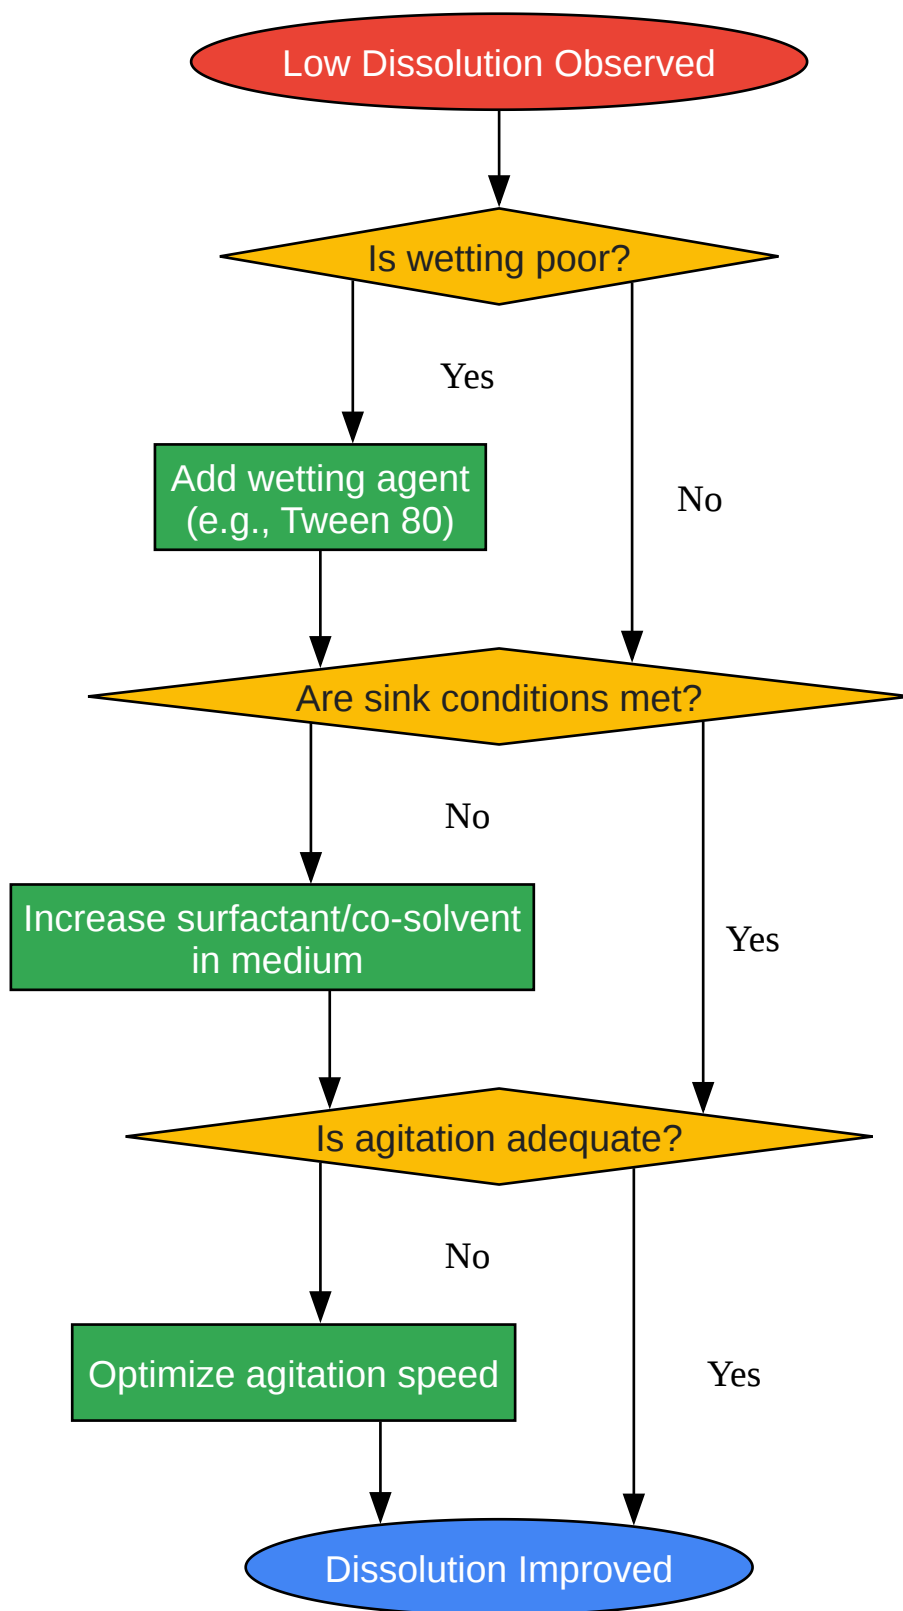 Low Dissolution Observed
Is wetting poor?
Yes
Add wetting agent
(e.g., Tween 80)
No
Are sink conditions met?
No
Increase surfactant/co-solvent
in medium
Yes
Is agitation adequate?
No
Optimize agitation speed
Yes
Dissolution Improved